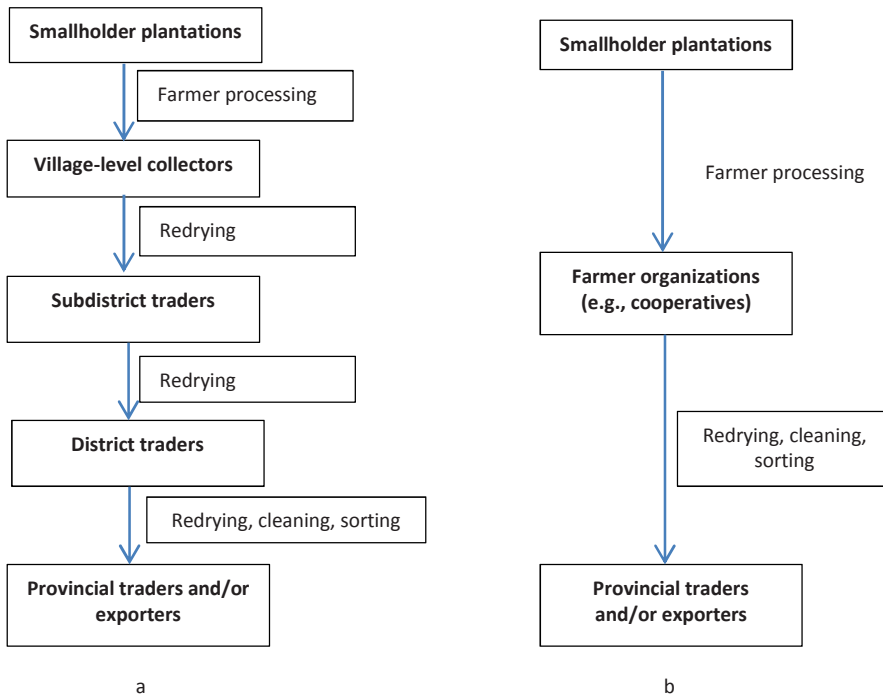 Smallholder plantations
Farmer processing
Village-level collectors
Redrying
Subdistrict traders
Redrying
District traders
Redrying, cleaning, sorting
Provincial traders and/or
exporters
a
Smallholder plantations
Farmer processing
Farmer organizations
(e.g., cooperatives)
Redrying, cleaning,
sorting
Provincial traders
and/or exporters
b